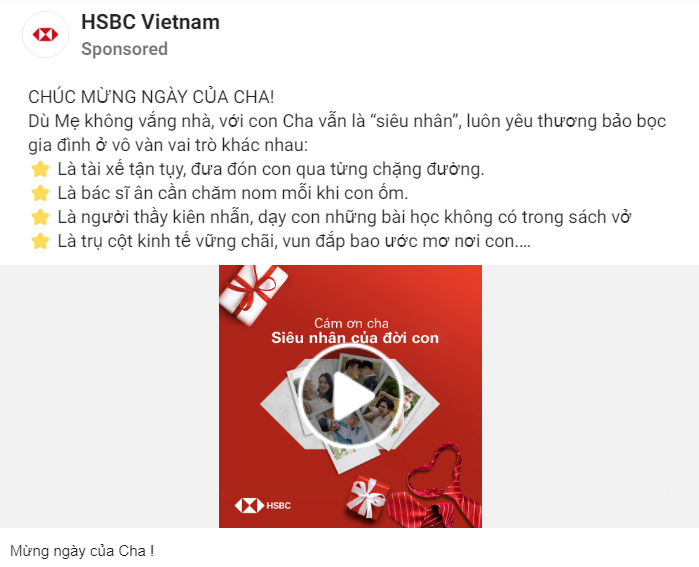 HSBC Vietnam
Sponsored
CHÚC MỪNG NGÀY CỦA CHA!
Dù Mẹ không vắng nhà, với con Cha vẫn là “siêu nhân”, luôn yêu thương bảo bọc
gia đình ở vô vàn vai trò khác nhau:
⭐ Là tài xế tận tụy, đưa đón con qua từng chặng đường.
⭐ Là bác sĩ ân cần chăm nom mỗi khi con ốm.
⭐ Là người thầy kiên nhẫn, dạy con những bài học không có trong sách vở
⭐ Là trụ cột kinh tế vững chãi, vun đắp bao ước mơ nơi con....
Cám ơn cha
Siêu nhân của đời con
HSBC
Mừng ngày của Cha !